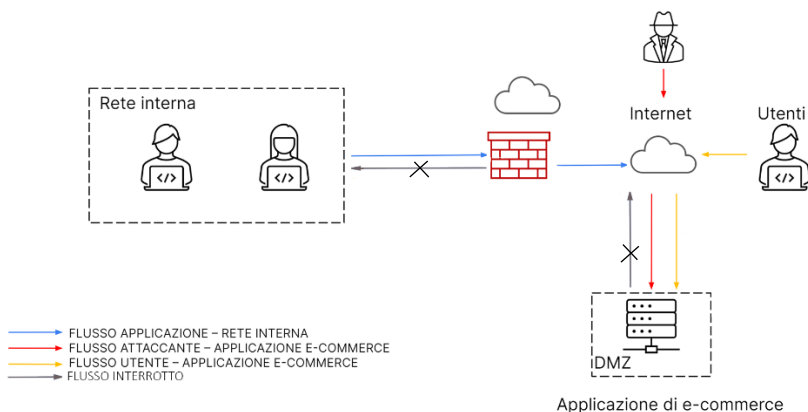 Rete interna
Internet
Utenti
</>
</>
</>
DMZ
FLUSSO APPLICAZIONE – RETE INTERNA
FLUSSO ATTACCANTE – APPLICAZIONE E-COMMERCE
FLUSSO UTENTE – APPLICAZIONE E-COMMERCE
FLUSSO INTERROTTO
Applicazione di e-commerce